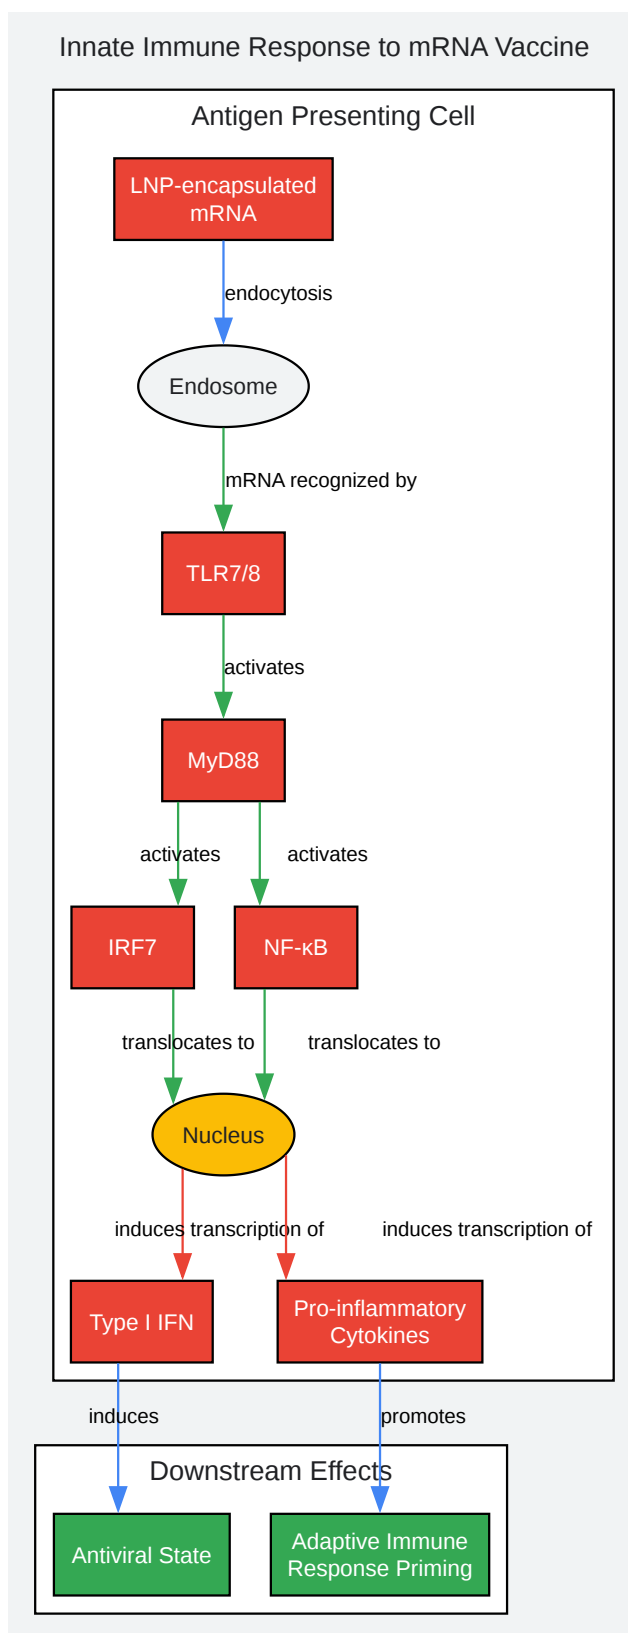 Innate Immune Response to mRNA Vaccine
Antigen Presenting Cell
LNP-encapsulated
mRNA
endocytosis
Endosome
mRNA recognized by
TLR7/8
activates
MyD88
activates
activates
IRF7
NF-κB
translocates to
translocates to
Nucleus
induces transcription of
induces transcription of
Type I IFN
Pro-inflammatory
Cytokines
induces
promotes
Downstream Effects
Antiviral State
Adaptive Immune
Response Priming